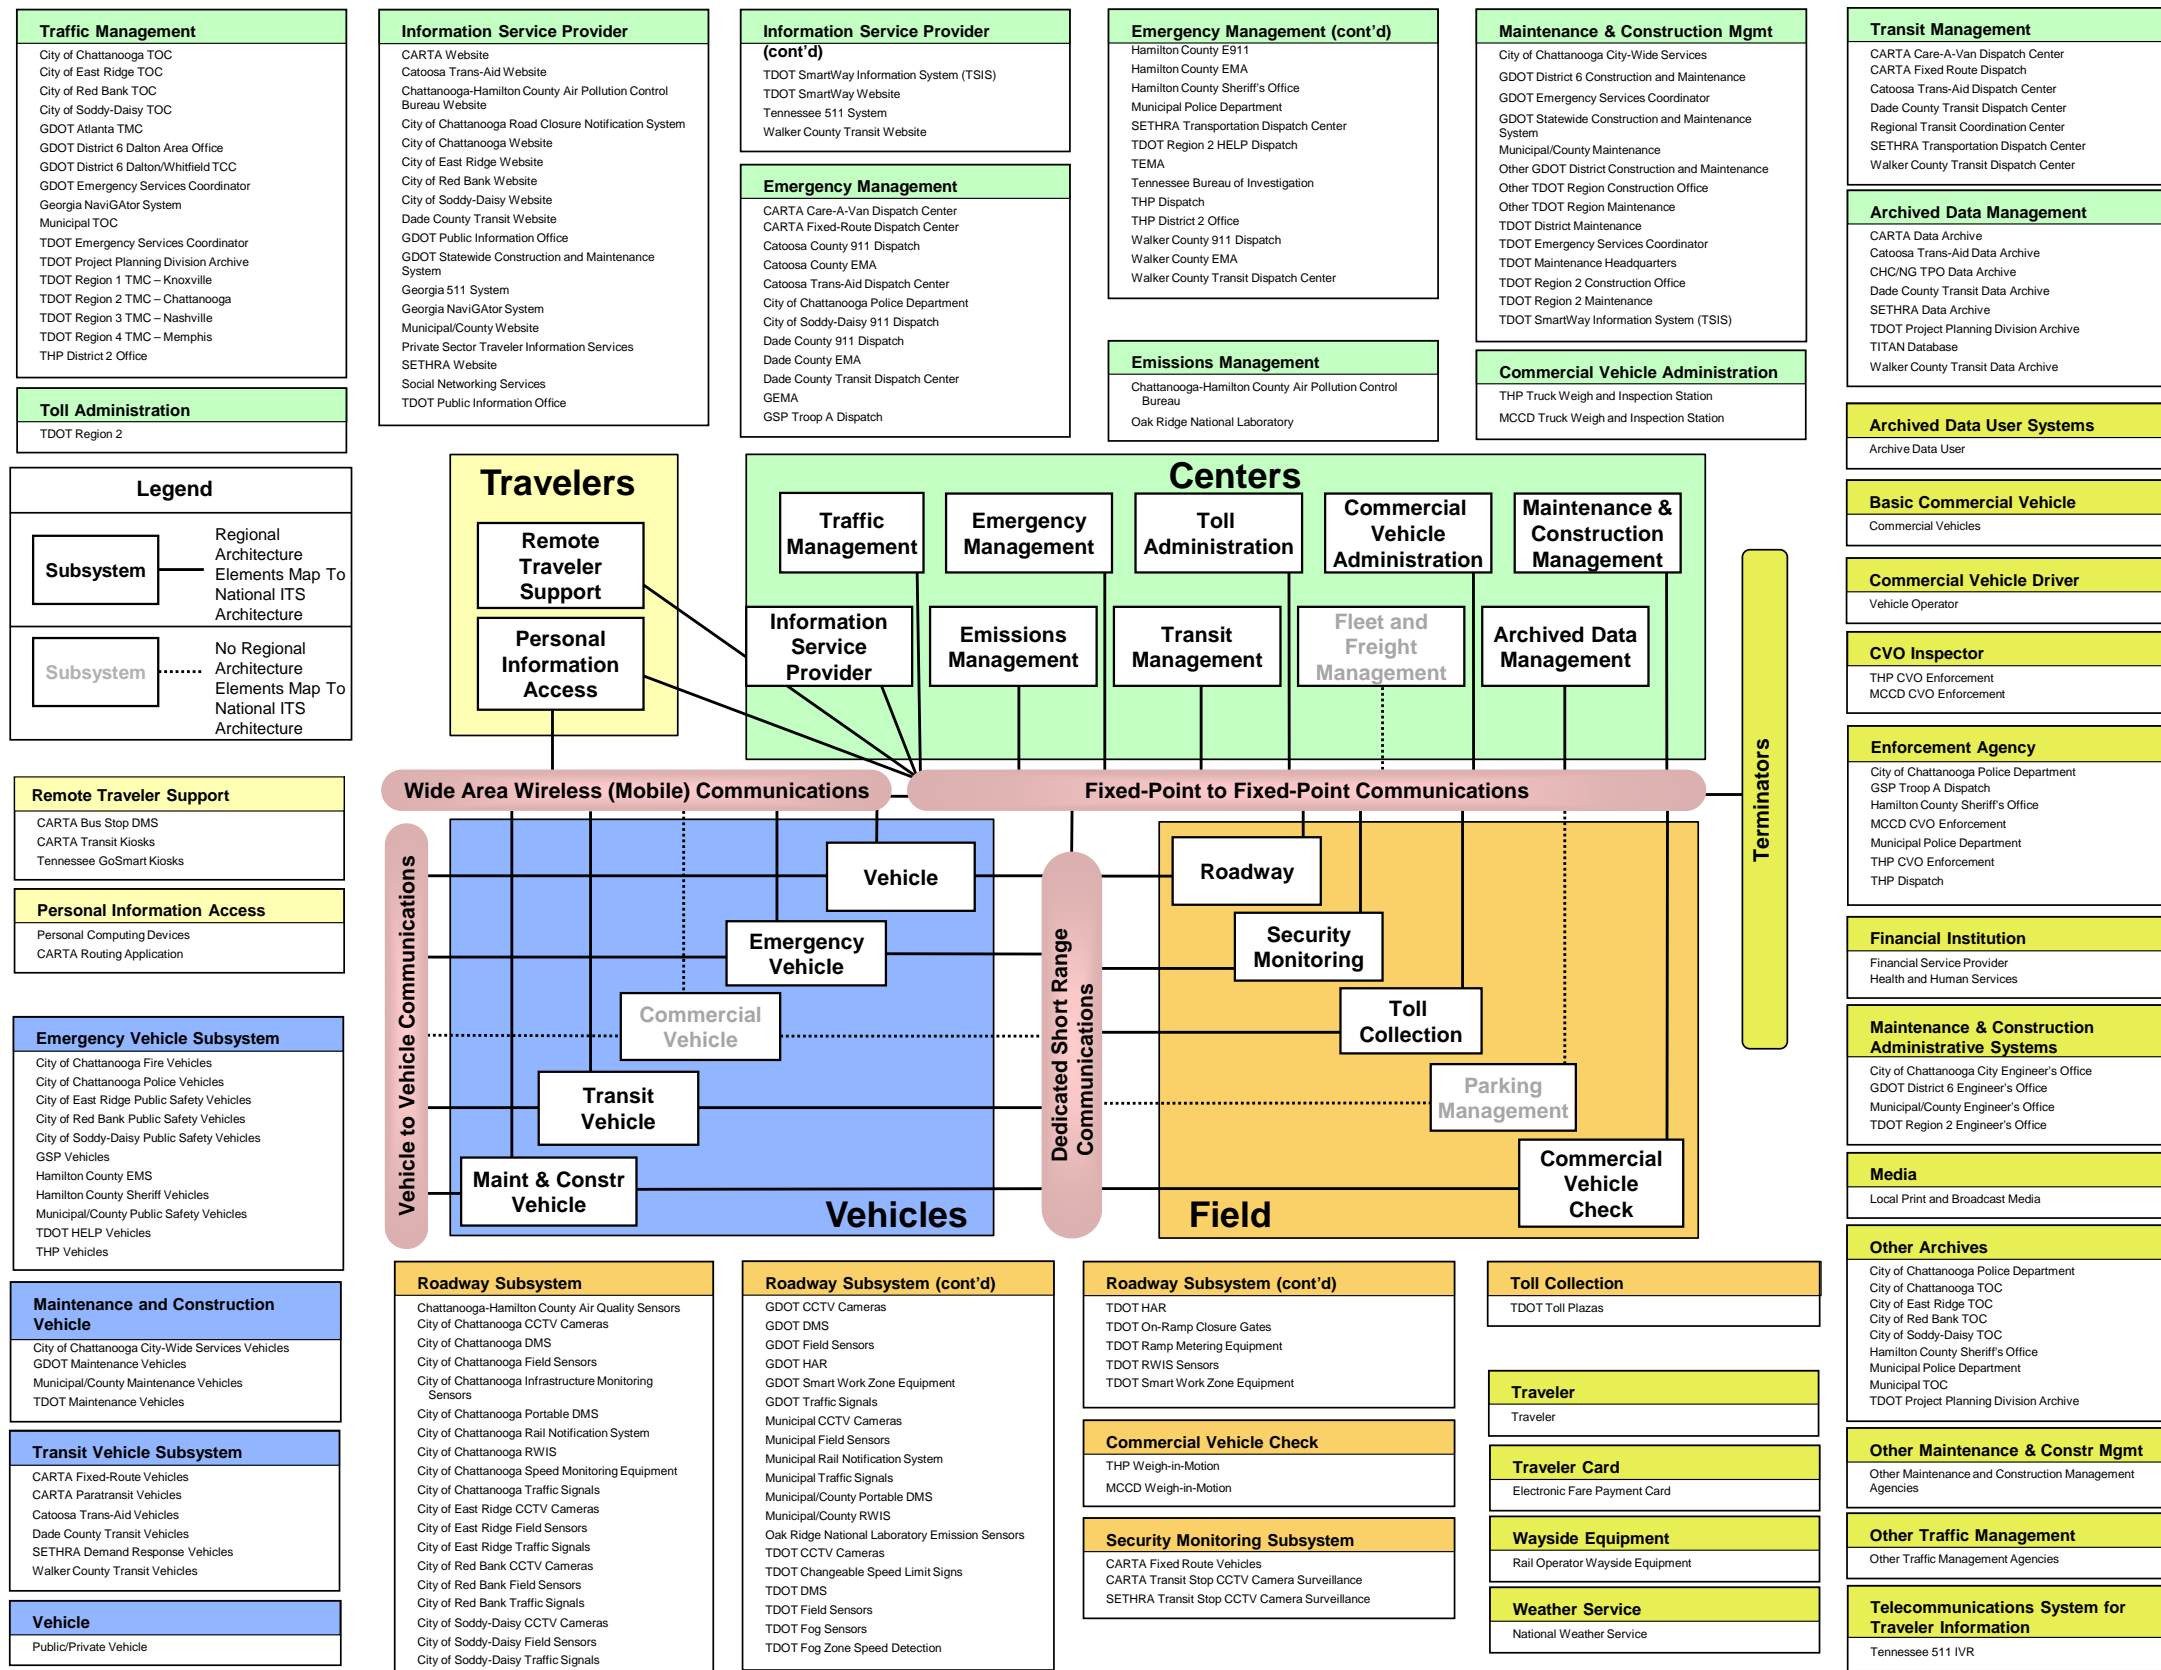 Traffic Management
City of Chattanooga TOC
City of East Ridge TOC
City of Red Bank TOC
City of Soddy-Daisy TOC
GDOT Atlanta TMC
GDOT District 6 Dalton Area Office
GDOT District 6 Dalton/Whitfield TCC
GDOT Emergency Services Coordinator
Georgia NaviGAtor System
Municipal TOC
TDOT Emergency Services Coordinator
TDOT Project Planning Division Archive
TDOT Region 1 TMC – Knoxville
TDOT Region 2 TMC – Chattanooga
TDOT Region 3 TMC – Nashville
TDOT Region 4 TMC – Memphis
THP District 2 Office
Toll Administration
TDOT Region 2
Information Service Provider
CARTA Website
Catoosa Trans-Aid Website
Chattanooga-Hamilton County Air Pollution Control
Bureau Website
City of Chattanooga Road Closure Notification System
City of Chattanooga Website
City of East Ridge Website
City of Red Bank Website
City of Soddy-Daisy Website
Dade County Transit Website
GDOT Public Information Office
GDOT Statewide Construction and Maintenance
System
Georgia 511 System
Georgia NaviGAtor System
Municipal/County Website
Private Sector Traveler Information Services
SETHRA Website
Social Networking Services
TDOT Public Information Office
Information Service Provider
(cont'd)
TDOT SmartWay Information System (TSIS)
TDOT SmartWay Website
Tennessee 511 System
Walker County Transit Website
Emergency Management
CARTA Care-A-Van Dispatch Center
CARTA Fixed-Route Dispatch Center
Catoosa County 911 Dispatch
Catoosa County EMA
Catoosa Trans-Aid Dispatch Center
City of Chattanooga Police Department
City of Soddy-Daisy 911 Dispatch
Dade County 911 Dispatch
Dade County EMA
Dade County Transit Dispatch Center
GEMA
GSP Troop A Dispatch
Emergency Management (cont'd)
Hamilton County E911
Hamilton County EMA
Hamilton County Sheriff's Office
Municipal Police Department
SETHRA Transportation Dispatch Center
TDOT Region 2 HELP Dispatch
TEMA
Tennessee Bureau of Investigation
THP Dispatch
THP District 2 Office
Walker County 911 Dispatch
Walker County EMA
Walker County Transit Dispatch Center
Emissions Management
Chattanooga-Hamilton County Air Pollution Control
Bureau
Oak Ridge National Laboratory
Maintenance & Construction Mgmt
City of Chattanooga City-Wide Services
GDOT District 6 Construction and Maintenance
GDOT Emergency Services Coordinator
GDOT Statewide Construction and Maintenance
System
Municipal/County Maintenance
Other GDOT District Construction and Maintenance
Other TDOT Region Construction Office
Other TDOT Region Maintenance
TDOT District Maintenance
TDOT Emergency Services Coordinator
TDOT Maintenance Headquarters
TDOT Region 2 Construction Office
TDOT Region 2 Maintenance
TDOT SmartWay Information System (TSIS)
Commercial Vehicle Administration
THP Truck Weigh and Inspection Station
MCCD Truck Weigh and Inspection Station
Transit Management
CARTA Care-A-Van Dispatch Center
CARTA Fixed Route Dispatch
Catoosa Trans-Aid Dispatch Center
Dade County Transit Dispatch Center
Regional Transit Coordination Center
SETHRA Transportation Dispatch Center
Walker County Transit Dispatch Center
Archived Data Management
CARTA Data Archive
Catoosa Trans-Aid Data Archive
CHC/NG TPO Data Archive
Dade County Transit Data Archive
SETHRA Data Archive
TDOT Project Planning Division Archive
TITAN Database
Walker County Transit Data Archive
Archived Data User Systems
Archive Data User
Basic Commercial Vehicle
Commercial Vehicles
Commercial Vehicle Driver
Vehicle Operator
CVO Inspector
THP CVO Enforcement
MCCD CVO Enforcement
Enforcement Agency
City of Chattanooga Police Department
GSP Troop A Dispatch
Hamilton County Sheriff's Office
MCCD CVO Enforcement
Municipal Police Department
THP CVO Enforcement
THP Dispatch
Financial Institution
Financial Service Provider
Health and Human Services
Maintenance & Construction
Administrative Systems
City of Chattanooga City Engineer's Office
GDOT District 6 Engineer's Office
Municipal/County Engineer's Office
TDOT Region 2 Engineer's Office
Media
Local Print and Broadcast Media
Other Archives
City of Chattanooga Police Department
City of Chattanooga TOC
City of East Ridge TOC
City of Red Bank TOC
City of Soddy-Daisy TOC
Hamilton County Sheriff's Office
Municipal Police Department
Municipal TOC
TDOT Project Planning Division Archive
Other Maintenance & Constr Mgmt
Other Maintenance and Construction Management
Agencies
Other Traffic Management
Other Traffic Management Agencies
Telecommunications System for
Traveler Information
Tennessee 511 IVR
Legend
Subsystem
Regional
Architecture
Elements Map To
National ITS
Architecture
Subsystem
No Regional
Architecture
Elements Map To
National ITS
Architecture
Travelers
Remote
Traveler
Support
Personal
Information
Access
Centers
Traffic
Management
Emergency
Management
Toll
Administration
Commercial
Vehicle
Administration
Maintenance &
Construction
Management
Information
Service
Provider
Emissions
Management
Transit
Management
Fleet and
Freight
Management
Archived Data
Management
Terminators
Wide Area Wireless (Mobile) Communications
Fixed-Point to Fixed-Point Communications
Vehicle to Vehicle Communications
Dedicated Short Range
Communications
Vehicle
Emergency
Vehicle
Commercial
Vehicle
Transit
Vehicle
Maint & Constr
Vehicle
Vehicles
Roadway
Security
Monitoring
Toll
Collection
Parking
Management
Commercial
Vehicle
Check
Field
Remote Traveler Support
CARTA Bus Stop DMS
CARTA Transit Kiosks
Tennessee GoSmart Kiosks
Personal Information Access
Personal Computing Devices
CARTA Routing Application
Emergency Vehicle Subsystem
City of Chattanooga Fire Vehicles
City of Chattanooga Police Vehicles
City of East Ridge Public Safety Vehicles
City of Red Bank Public Safety Vehicles
City of Soddy-Daisy Public Safety Vehicles
GSP Vehicles
Hamilton County EMS
Hamilton County Sheriff Vehicles
Municipal/County Public Safety Vehicles
TDOT HELP Vehicles
THP Vehicles
Maintenance and Construction
Vehicle
City of Chattanooga City-Wide Services Vehicles
GDOT Maintenance Vehicles
Municipal/County Maintenance Vehicles
TDOT Maintenance Vehicles
Transit Vehicle Subsystem
CARTA Fixed-Route Vehicles
CARTA Paratransit Vehicles
Catoosa Trans-Aid Vehicles
Dade County Transit Vehicles
SETHRA Demand Response Vehicles
Walker County Transit Vehicles
Vehicle
Public/Private Vehicle
Roadway Subsystem
Chattanooga-Hamilton County Air Quality Sensors
City of Chattanooga CCTV Cameras
City of Chattanooga DMS
City of Chattanooga Field Sensors
City of Chattanooga Infrastructure Monitoring
Sensors
City of Chattanooga Portable DMS
City of Chattanooga Rail Notification System
City of Chattanooga RWIS
City of Chattanooga Speed Monitoring Equipment
City of Chattanooga Traffic Signals
City of East Ridge CCTV Cameras
City of East Ridge Field Sensors
City of East Ridge Traffic Signals
City of Red Bank CCTV Cameras
City of Red Bank Field Sensors
City of Red Bank Traffic Signals
City of Soddy-Daisy CCTV Cameras
City of Soddy-Daisy Field Sensors
City of Soddy-Daisy Traffic Signals
Roadway Subsystem (cont'd)
GDOT CCTV Cameras
GDOT DMS
GDOT Field Sensors
GDOT HAR
GDOT Smart Work Zone Equipment
GDOT Traffic Signals
Municipal CCTV Cameras
Municipal Field Sensors
Municipal Rail Notification System
Municipal Traffic Signals
Municipal/County Portable DMS
Municipal/County RWIS
Oak Ridge National Laboratory Emission Sensors
TDOT CCTV Cameras
TDOT Changeable Speed Limit Signs
TDOT DMS
TDOT Field Sensors
TDOT Fog Sensors
TDOT Fog Zone Speed Detection
Roadway Subsystem (cont'd)
TDOT HAR
TDOT On-Ramp Closure Gates
TDOT Ramp Metering Equipment
TDOT RWIS Sensors
TDOT Smart Work Zone Equipment
Commercial Vehicle Check
THP Weigh-in-Motion
MCCD Weigh-in-Motion
Security Monitoring Subsystem
CARTA Fixed Route Vehicles
CARTA Transit Stop CCTV Camera Surveillance
SETHRA Transit Stop CCTV Camera Surveillance
Toll Collection
TDOT Toll Plazas
Traveler
Traveler
Traveler Card
Electronic Fare Payment Card
Wayside Equipment
Rail Operator Wayside Equipment
Weather Service
National Weather Service